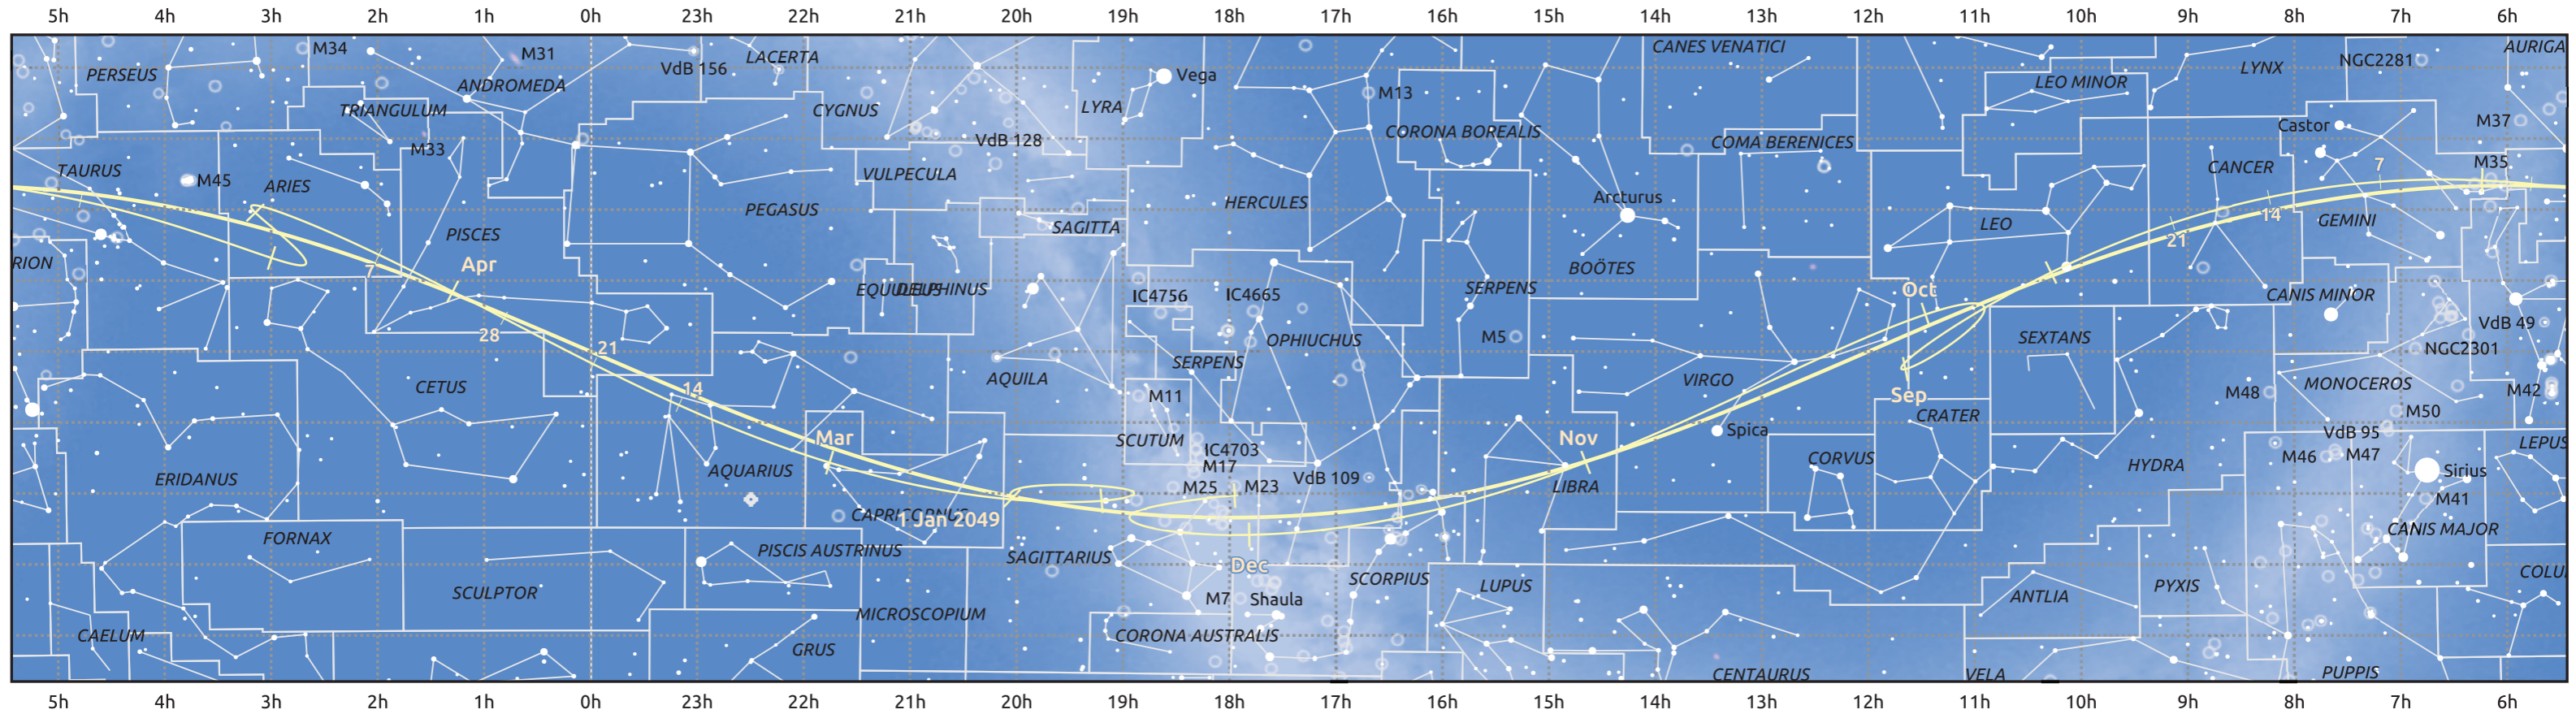 5h 4h 3h 2h 1h 0h 23h 22h 21h 20h 19h 18h 17h 16h 15h 14h 13h 12h 11h 10h 9h 8h 7h 6h
M34 M31 LACERTA CANES VENATICI AURIGA
PERSEUS VdB 156 Vega LYNX NGC2281
ANDROMEDA LEO MINOR
TRIANGULUM CYGNUS LYRA M13
VdB 128 CORONA BOREALIS COMA BERENICES Castor M37
M33
TAURUS VULPECULA CANCER 7 M35
M45 ARIES
PEGASUS HERCULES Arcturus
SAGITTA LEO 14 GEMINI
PISCES 21
RION Apr BOÖTES
7 EQUULEUS DELPHINUS IC4756 IC4665 SERPENS Oct CANIS MINOR
28 OPHIUCHUS M5 SEXTANS VdB 49
21 SERPENS NGC2301
CETUS 14 AQUILA VIRGO MONOCEROS
M11 Sep M48 M42
CRATER M50
Mar SCUTUM Nov Spica VdB 95 LEPUS
IC4703
M17 CORVUS M46 M47
ERIDANUS AQUARIUS VdB 109 HYDRA Sirius
M25 M23 LIBRA M41
CAPRICORNUS 1 Jan 2049
FORNAX CANIS MAJOR
PISCIS AUSTRINUS SAGITTARIUS Dec
SCULPTOR SCORPIUS LUPUS PYXIS COLU
M7 Shaula ANTLIA
MICROSCOPIUM
CAELUM CORONA AUSTRALIS
GRUS
CENTAURUS VELA PUPPIS
5h 4h 3h 2h 1h 0h 23h 22h 21h 20h 19h 18h 17h 16h 15h 14h 13h 12h 11h 10h 9h 8h 7h 6h